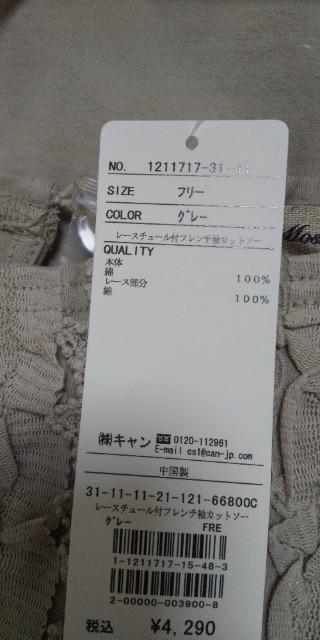 NO. 1211717-31-
SIZE フリー
COLOR グレー
レースチュール付フレンチ袖カットソー
QUALITY
本体
綿 100%
レース部分
綿 100%
㈱キャン 0120-112961
E-mail cs1@can-jp.com
中国製
31-11-11-21-121-66800C
レースチュール付フレンチ袖カットソー
グレー FRE
1-1211717-15-48-3
2-00000-003900-8
税込 ¥4,290
Mos